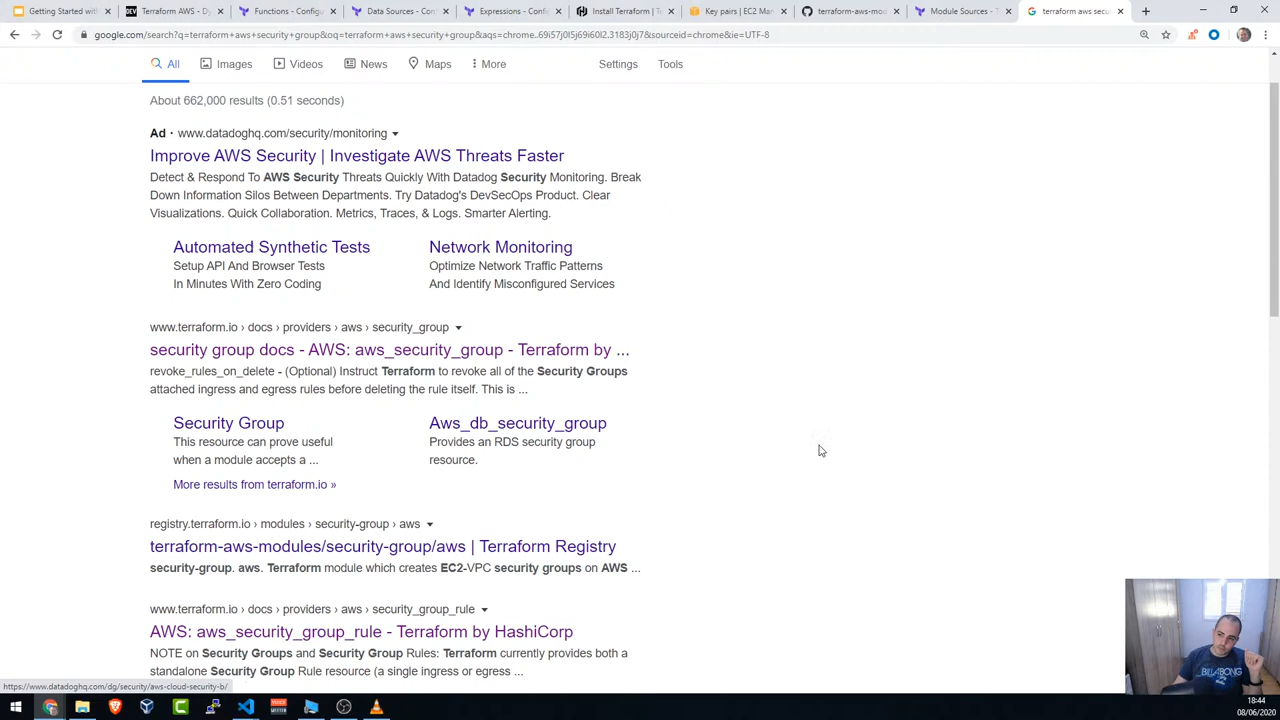 Getting Started with
Terraform AWS - Dy
Functions - Configu
Data Sources - Con
Expressions - Config
Install Terraform | T
Key pairs | EC2 Man
terraform-aws-mod
Module Sources - T
terraform aws secu
google.com/search?q=terraform+aws+security+group&oq=terraform+aws+security+group&aqs=chrome..69i57j0l5j69i60l2.3183j0j7&sourceid=chrome&ie=UTF-8
All
Images
Videos
News
Maps
More
Settings
Tools
About 662,000 results (0.51 seconds)
Ad · www.datadoghq.com/security/monitoring
Improve AWS Security | Investigate AWS Threats Faster
Detect & Respond To AWS Security Threats Quickly With Datadog Security Monitoring. Break
Down Information Silos Between Departments. Try Datadog's DevSecOps Product. Clear
Visualizations. Quick Collaboration. Metrics, Traces, & Logs. Smarter Alerting.
Automated Synthetic Tests
Setup API And Browser Tests
In Minutes With Zero Coding
Network Monitoring
Optimize Network Traffic Patterns
And Identify Misconfigured Services
www.terraform.io › docs › providers › aws › security_group
security group docs - AWS: aws_security_group - Terraform by ...
revoke_rules_on_delete - (Optional) Instruct Terraform to revoke all of the Security Groups
attached ingress and egress rules before deleting the rule itself. This is ...
Security Group
This resource can prove useful
when a module accepts a ...
Aws_db_security_group
Provides an RDS security group
resource.
More results from terraform.io »
registry.terraform.io › modules › security-group › aws
terraform-aws-modules/security-group/aws | Terraform Registry
security-group. aws. Terraform module which creates EC2-VPC security groups on AWS ...
www.terraform.io › docs › providers › aws › security_group_rule
AWS: aws_security_group_rule - Terraform by HashiCorp
NOTE on Security Groups and Security Group Rules: Terraform currently provides both a
standalone Security Group Rule resource (a single ingress or egress ...
https://www.datadoghq.com/dg/security/aws-cloud-security-b/
BILLABONG
18:44
08/06/2020